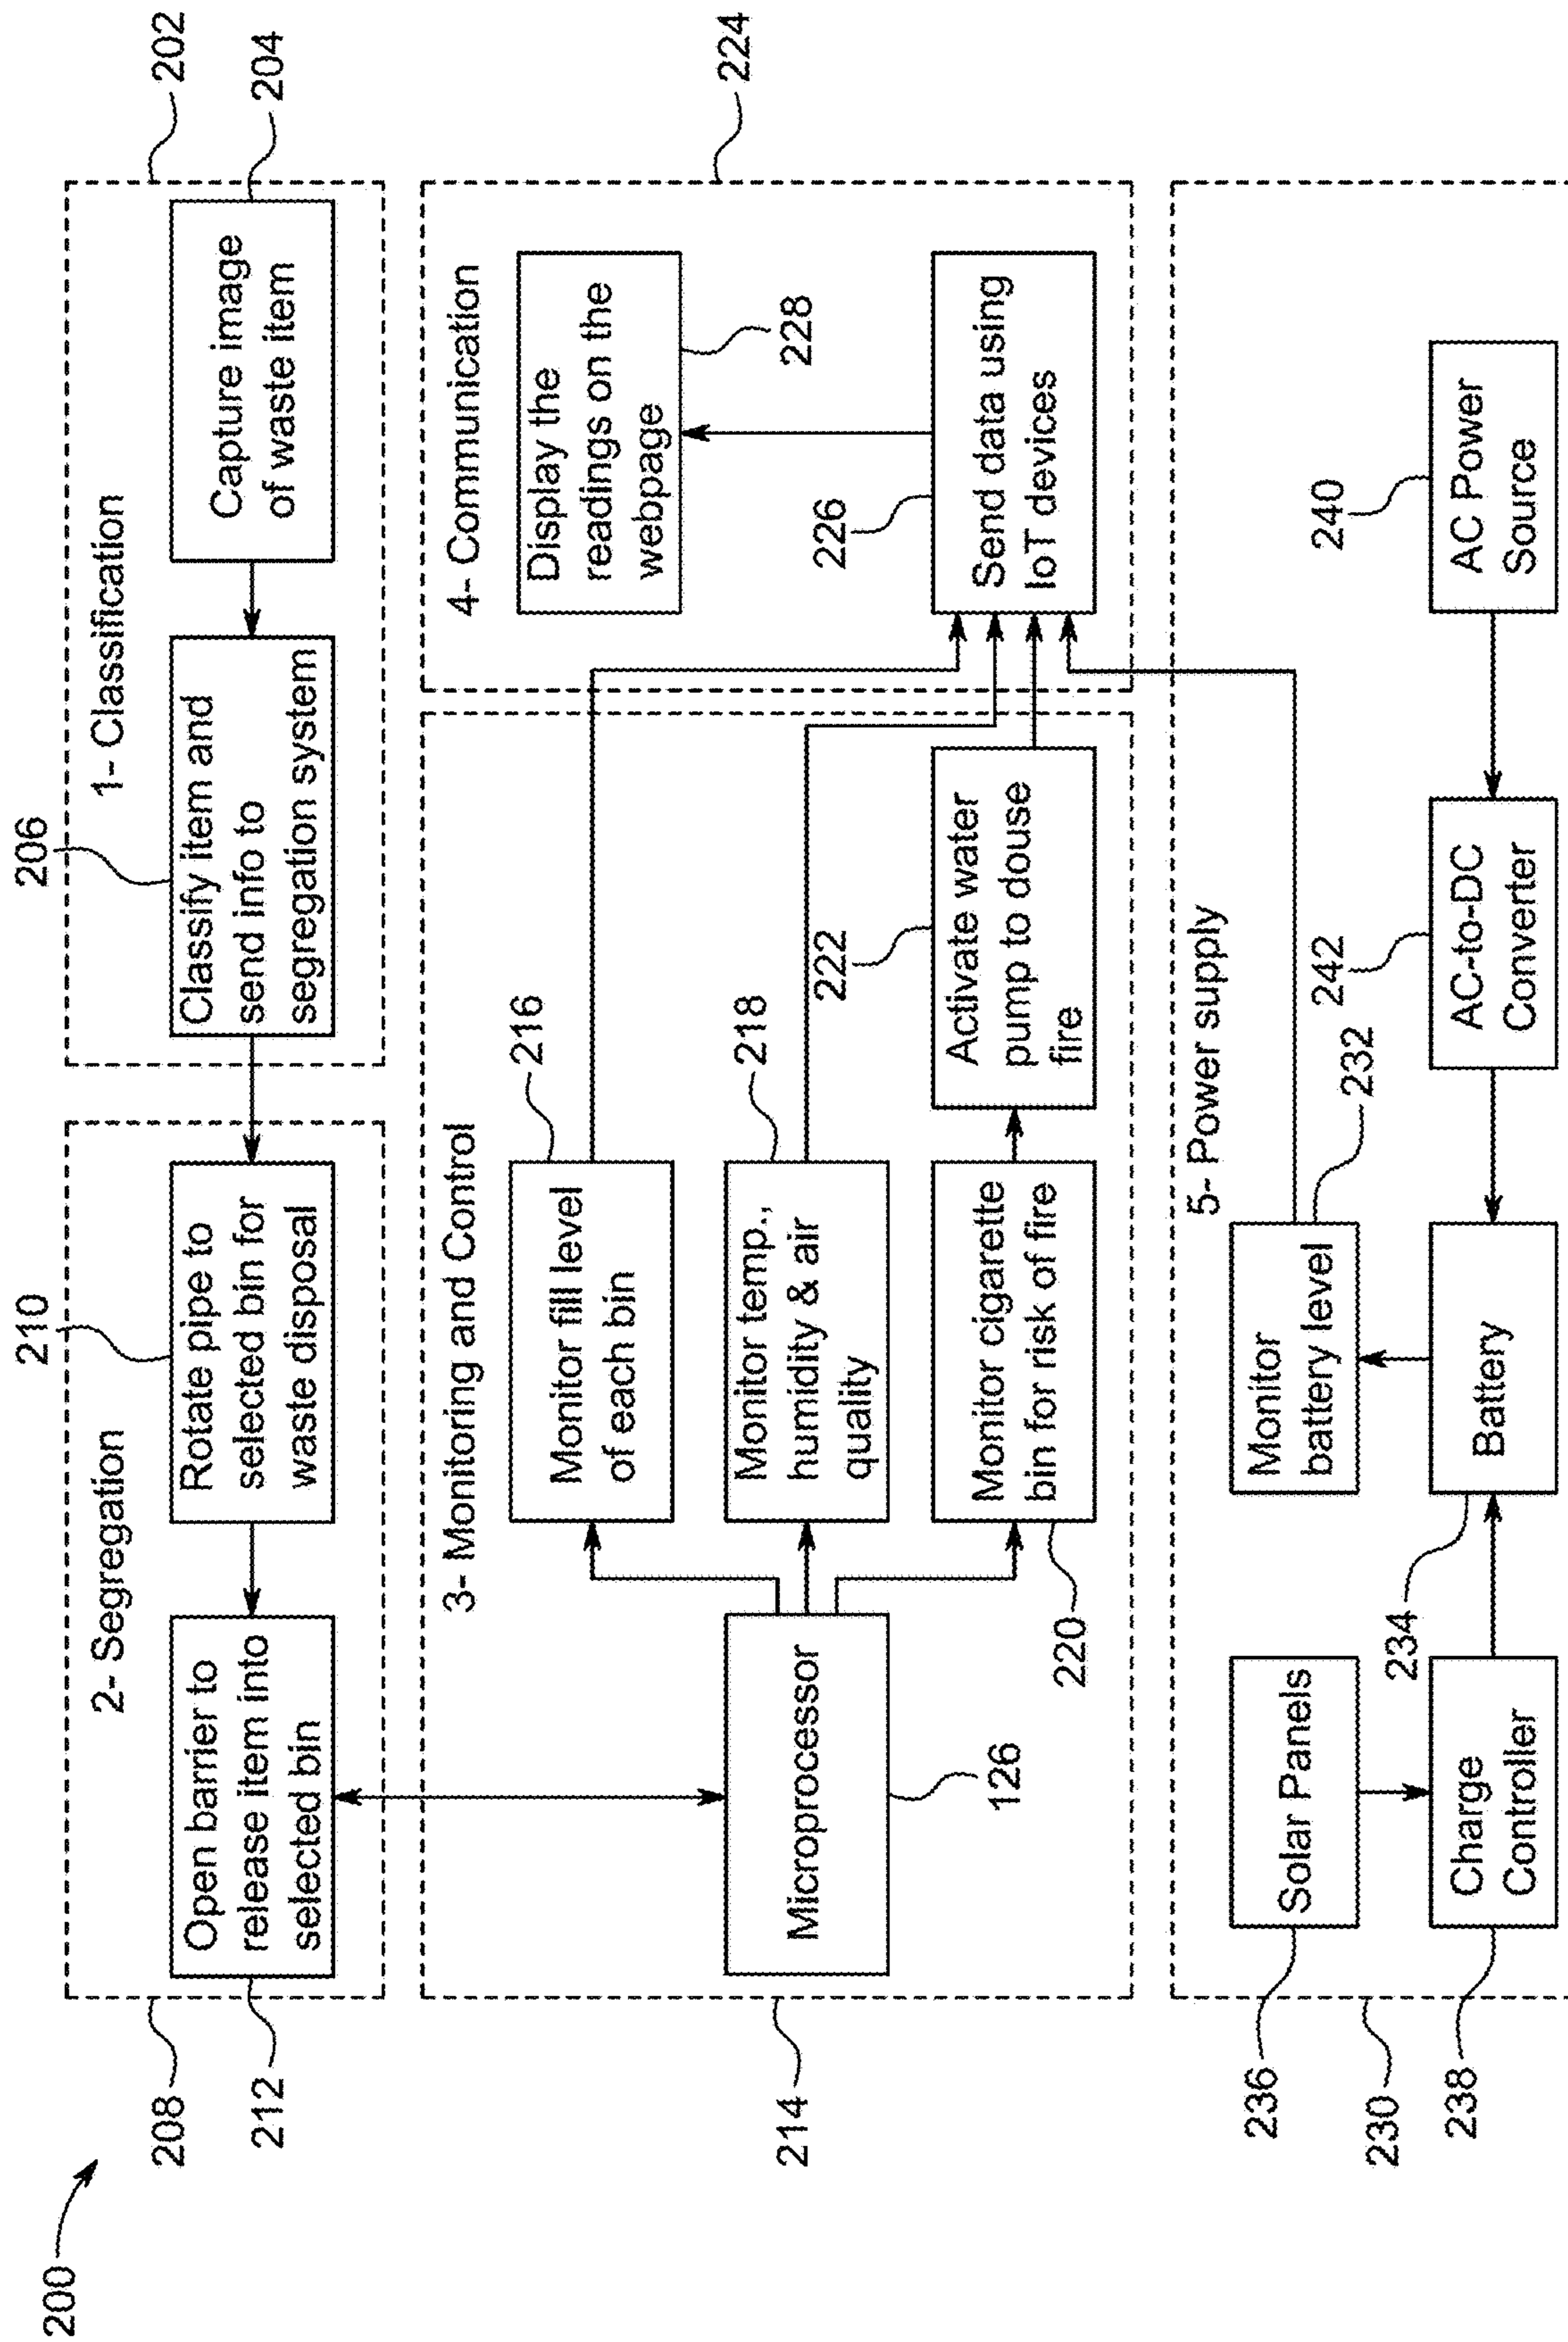 200
208
212
2- Segregation
Open barrier to
release item into
selected bin
210
Rotate pipe to
selected bin for
waste disposal
206
1- Classification
Classify item and
send info to
segregation system
Capture image
of waste item
202
204
214
3- Monitoring and Control
Microprocessor
126
216
Monitor fill level
of each bin
218
Monitor temp.,
humidity & air
quality
220
Monitor cigarette
bin for risk of fire
222
Activate water
pump to douse
fire
4- Communication
224
Display the
readings on the
webpage
228
226
Send data using
IoT devices
5- Power supply
236
230
238
Solar Panels
Charge
Controller
234
Monitor
battery level
232
Battery
242
AC-to-DC
Converter
240
AC Power
Source